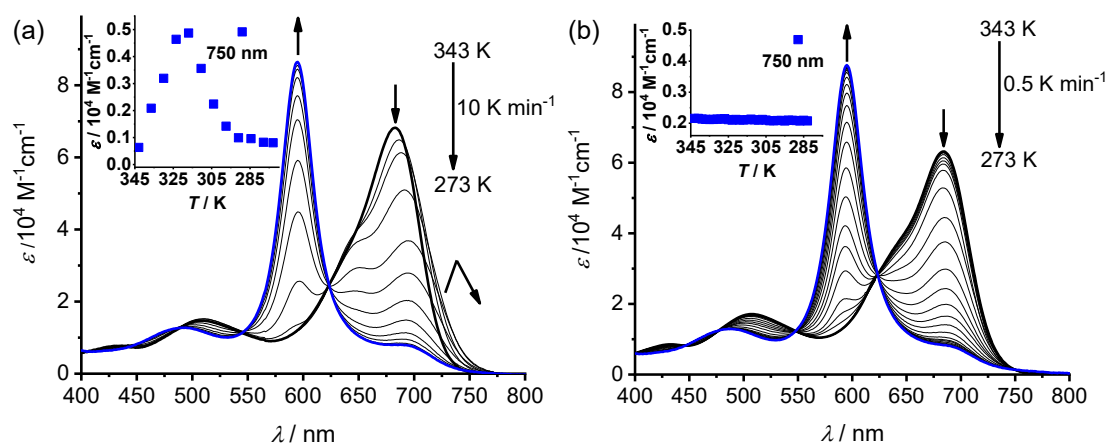 (a)
ε /10⁴ M⁻¹cm⁻¹
8
6
4
2
0
400 450 500 550 600 650 700 750 800
λ / nm
ε / 10⁴ M⁻¹cm⁻¹
0.5
0.4
0.3
0.2
0.1
0.0
345 325 305 285
T / K
750 nm
343 K
10 K min⁻¹
273 K
(b)
ε /10⁴ M⁻¹cm⁻¹
8
6
4
2
0
400 450 500 550 600 650 700 750 800
λ / nm
ε / 10⁴ M⁻¹cm⁻¹
0.5
0.4
0.3
0.2
345 325 305 285
T / K
750 nm
343 K
0.5 K min⁻¹
273 K